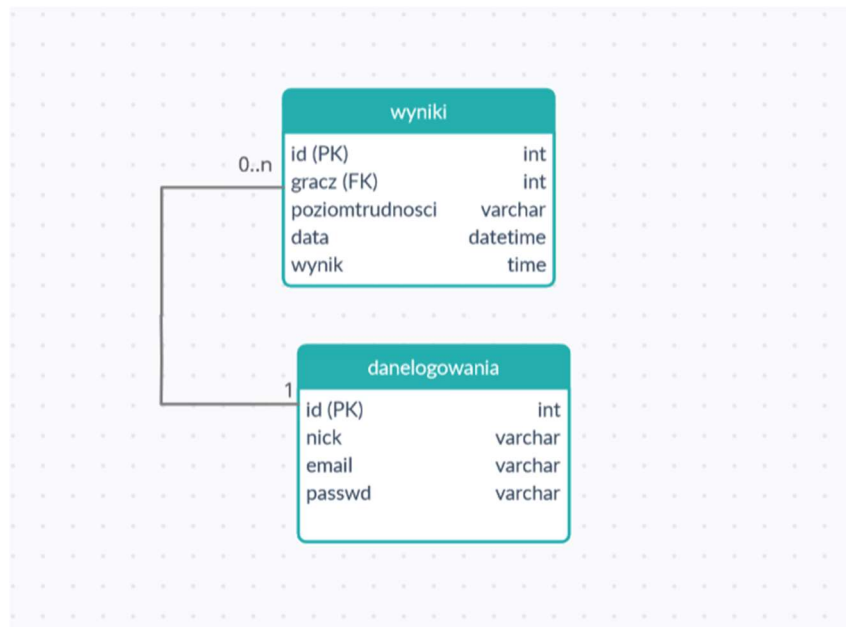 wyniki
0..n
id (PK) int
gracz (FK) int
poziomtrudnosci varchar
data datetime
wynik time
danelogowania
1
id (PK) int
nick varchar
email varchar
passwd varchar